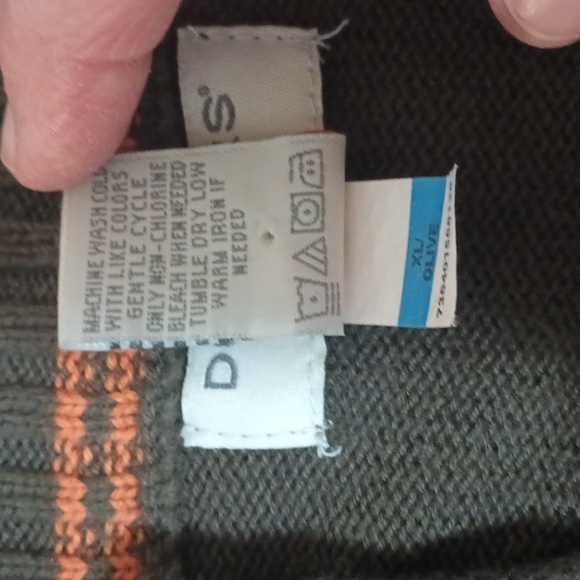 MACHINE WASH COLD
WITH LIKE COLORS
GENTLE CYCLE
ONLY NON-CHLORINE
BLEACH WHEN NEEDED
TUMBLE DRY LOW
WARM IRON IF
NEEDED
XL/
OLIVE